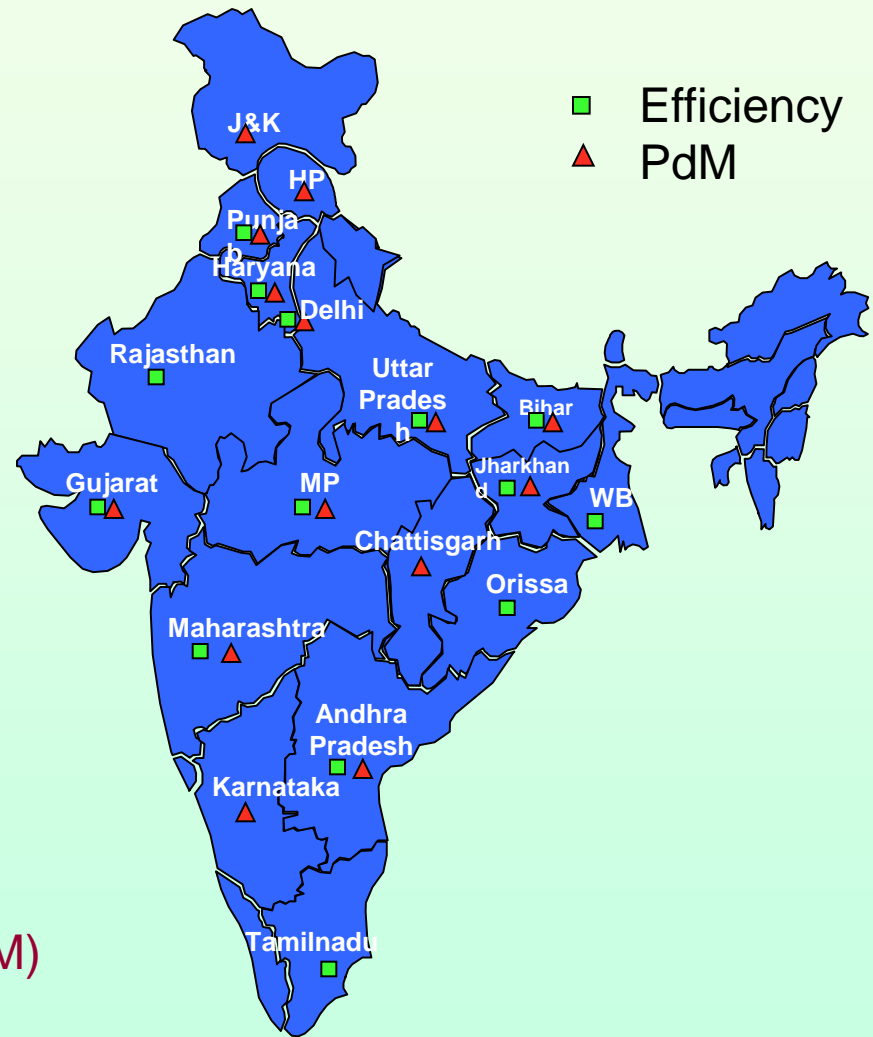 Efficiency
PdM
J&K
HP
Punja
b
Haryana
Delhi
Rajasthan
Uttar
Prades
h
Bihar
Jharkhan
d
Gujarat
MP
WB
Chattisgarh
Orissa
Maharashtra
Andhra
Pradesh
Karnataka
Tamilnadu
M)